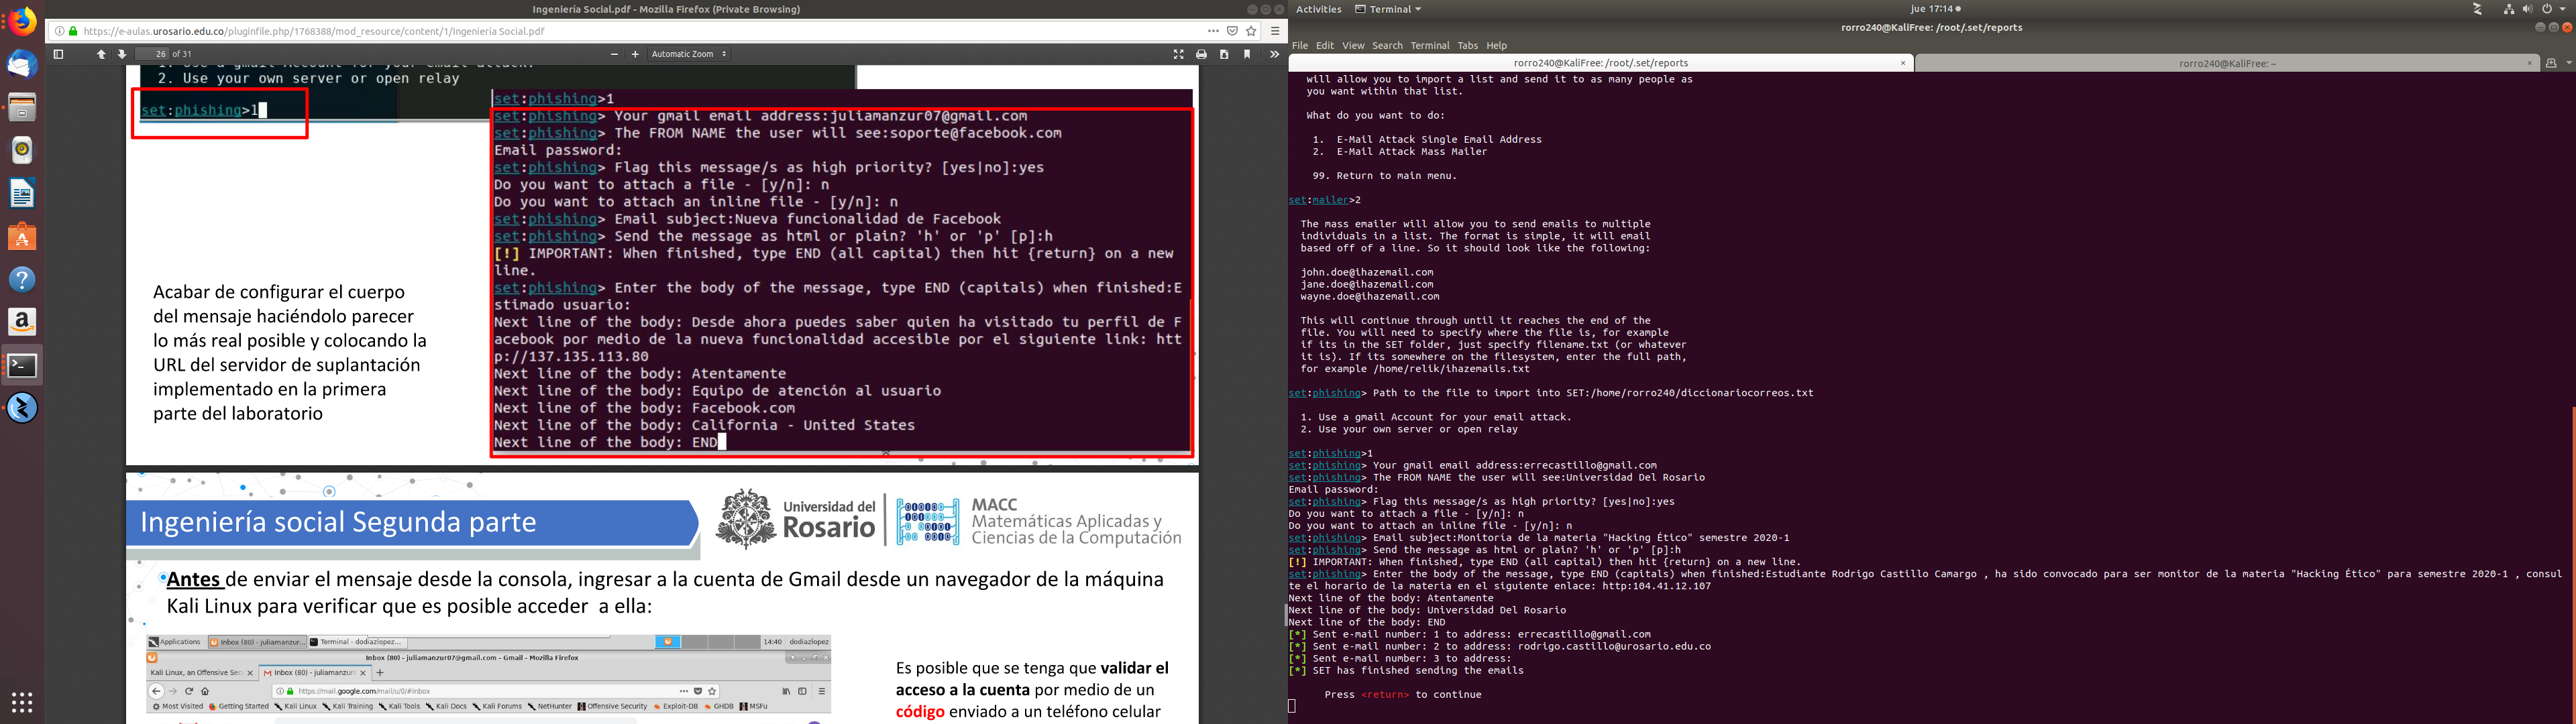 Ingeniería Social.pdf - Mozilla Firefox (Private Browsing)
https://e-aulas.urosario.edu.co/pluginfile.php/1768388/mod_resource/content/1/Ingeniería Social.pdf
26 of 31
Automatic Zoom
2. Use your own server or open relay
set:phishing>1
set:phishing>1
set:phishing> Your gmail email address:juliamanzur07@gmail.com
set:phishing> The FROM NAME the user will see:soporte@facebook.com
Email password:
set:phishing> Flag this message/s as high priority? [yes|no]:yes
Do you want to attach a file - [y/n]: n
Do you want to attach an inline file - [y/n]: n
set:phishing> Email subject:Nueva funcionalidad de Facebook
set:phishing> Send the message as html or plain? 'h' or 'p' [p]:h
[!] IMPORTANT: When finished, type END (all capital) then hit {return} on a new
line.
set:phishing> Enter the body of the message, type END (capitals) when finished:E
stimado usuario:
Next line of the body: Desde ahora puedes saber quien ha visitado tu perfil de F
acebook por medio de la nueva funcionalidad accesible por el siguiente link: htt
p://137.135.113.80
Next line of the body: Atentamente
Next line of the body: Equipo de atención al usuario
Next line of the body: Facebook.com
Next line of the body: California - United States
Next line of the body: END
Acabar de configurar el cuerpo
del mensaje haciéndolo parecer
lo más real posible y colocando la
URL del servidor de suplantación
implementado en la primera
parte del laboratorio
Ingeniería social Segunda parte
Universidad del
Rosario
MACC
Matemáticas Aplicadas y
Ciencias de la Computación
Antes de enviar el mensaje desde la consola, ingresar a la cuenta de Gmail desde un navegador de la máquina
Kali Linux para verificar que es posible acceder a ella:
Applications
Inbox (80) - juliamanzur...
Terminal - dodiazlopez...
14:40 dodiazlopez
Inbox (80) - juliamanzur07@gmail.com - Gmail - Mozilla Firefox
Kali Linux, an Offensive Sec
Inbox (80) - juliamanzur
https://mail.google.com/mail/u/0/#inbox
Most Visited Getting Started Kali Linux Kali Training Kali Tools Kali Docs Kali Forums NetHunter Offensive Security Exploit-DB GHDB MSFu
Es posible que se tenga que validar el
acceso a la cuenta por medio de un
código enviado a un teléfono celular
Activities Terminal
jue 17:14
rorro240@KaliFree: /root/.set/reports
File Edit View Search Terminal Tabs Help
rorro240@KaliFree: /root/.set/reports
rorro240@KaliFree: ~
will allow you to import a list and send it to as many people as
you want within that list.
What do you want to do:
1. E-Mail Attack Single Email Address
2. E-Mail Attack Mass Mailer
99. Return to main menu.
set:mailer>2
The mass emailer will allow you to send emails to multiple
individuals in a list. The format is simple, it will email
based off of a line. So it should look like the following:
john.doe@ihazemail.com
jane.doe@ihazemail.com
wayne.doe@ihazemail.com
This will continue through until it reaches the end of the
file. You will need to specify where the file is, for example
if its in the SET folder, just specify filename.txt (or whatever
it is). If its somewhere on the filesystem, enter the full path,
for example /home/relik/ihazemails.txt
set:phishing> Path to the file to import into SET:/home/rorro240/diccionariocorreos.txt
1. Use a gmail Account for your email attack.
2. Use your own server or open relay
set:phishing>1
set:phishing> Your gmail email address:errecastillo@gmail.com
set:phishing> The FROM NAME the user will see:Universidad Del Rosario
Email password:
set:phishing> Flag this message/s as high priority? [yes|no]:yes
Do you want to attach a file - [y/n]: n
Do you want to attach an inline file - [y/n]: n
set:phishing> Email subject:Monitoria de la materia "Hacking Ético" semestre 2020-1
set:phishing> Send the message as html or plain? 'h' or 'p' [p]:h
[!] IMPORTANT: When finished, type END (all capital) then hit {return} on a new line.
set:phishing> Enter the body of the message, type END (capitals) when finished:Estudiante Rodrigo Castillo Camargo , ha sido convocado para ser monitor de la materia "Hacking Ético" para semestre 2020-1 , consul
te el horario de la materia en el siguiente enlace: http:104.41.12.107
Next line of the body: Atentamente
Next line of the body: Universidad Del Rosario
Next line of the body: END
[*] Sent e-mail number: 1 to address: errecastillo@gmail.com
[*] Sent e-mail number: 2 to address: rodrigo.castillo@urosario.edu.co
[*] Sent e-mail number: 3 to address:
[*] SET has finished sending the emails
Press <return> to continue